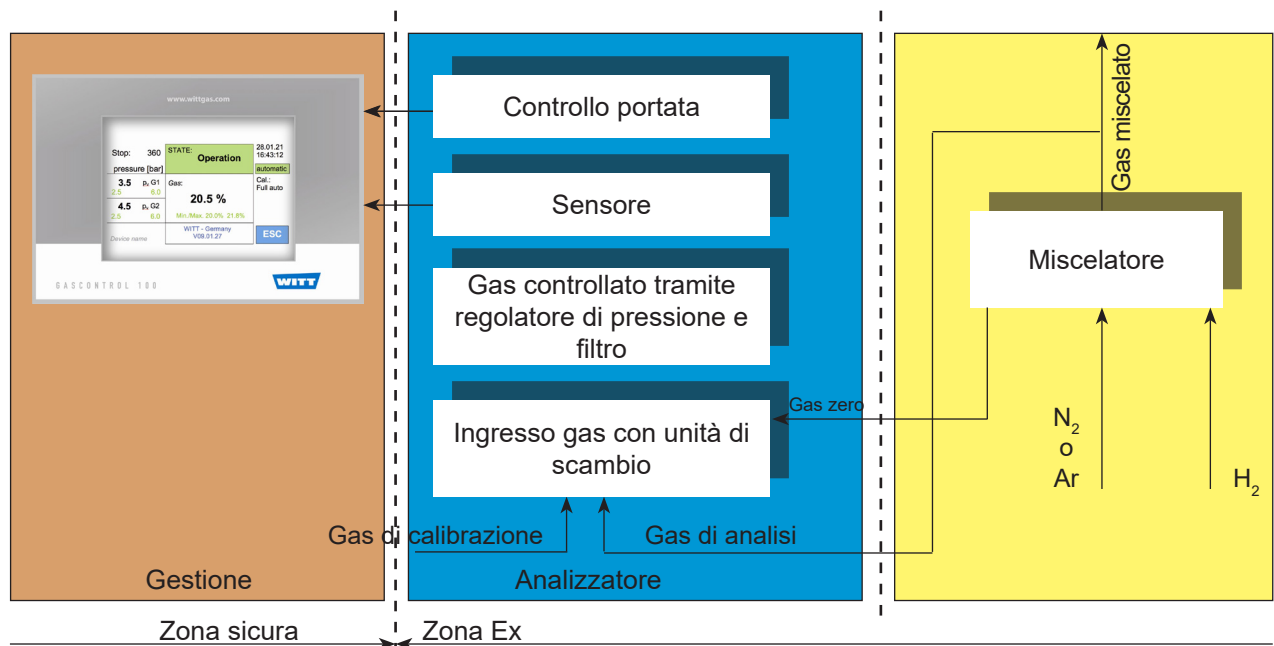 www.wittgas.com
Stop: 360
pressure [bar]
3.5 p, G1
2.5 6.0
4.5 p, G2
2.5 6.0
Device name
STATE:
Operation
Gas:
20.5 %
Min./Max. 20.0% 21.6%
WITT - Germany
V09.01.27
28.01.21
16:43:12
automatic
Cal.:
Full auto
ESC
GASCONTROL 100
WITT
Gestione
Controllo portata
Sensore
Gas controllato tramite
regolatore di pressione e
filtro
Ingresso gas con unità di
scambio
Gas di calibrazione
Gas di analisi
Analizzatore
Gas zero
Gas miscelato
Miscelatore
N₂
o
Ar
H₂
Zona sicura
Zona Ex